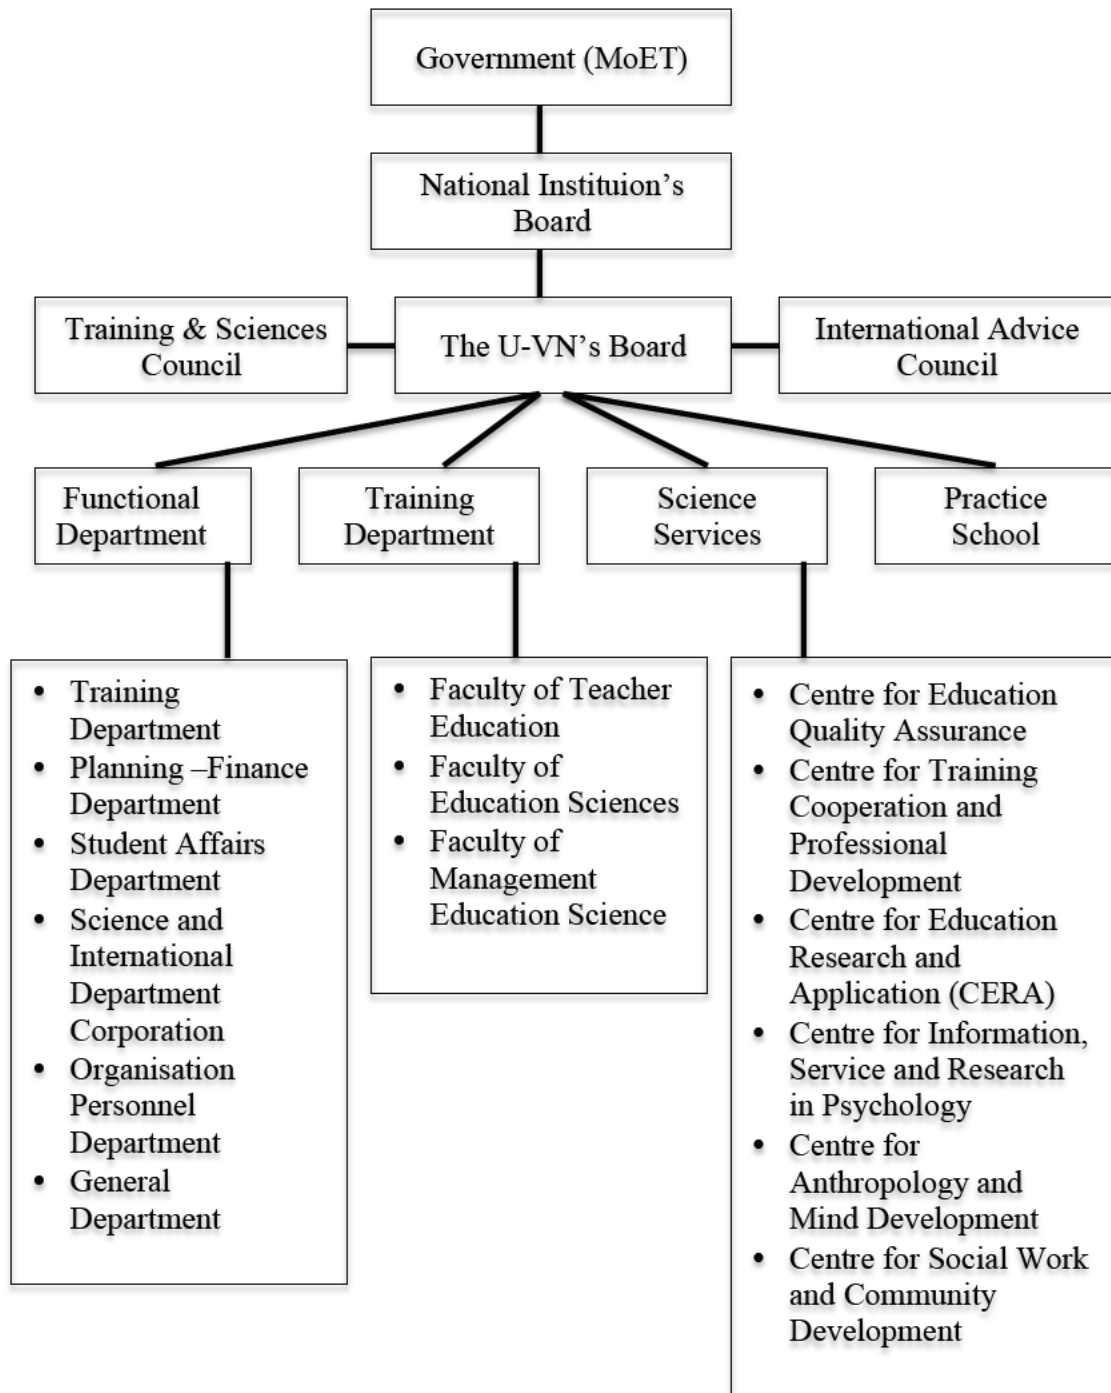 Government (MoET)
National Instituion’s
Board
Training & Sciences
Council
The U-VN’s Board
International Advice
Council
Functional
Department
Training
Department
Science
Services
Practice
School
• Training
Department
• Planning –Finance
Department
• Student Affairs
Department
• Science and
International
Department
Corporation
• Organisation
Personnel
Department
• General
Department
• Faculty of Teacher
Education
• Faculty of
Education Sciences
• Faculty of
Management
Education Science
• Centre for Education
Quality Assurance
• Centre for Training
Cooperation and
Professional
Development
• Centre for Education
Research and
Application (CERA)
• Centre for Information,
Service and Research
in Psychology
• Centre for
Anthropology and
Mind Development
• Centre for Social Work
and Community
Development